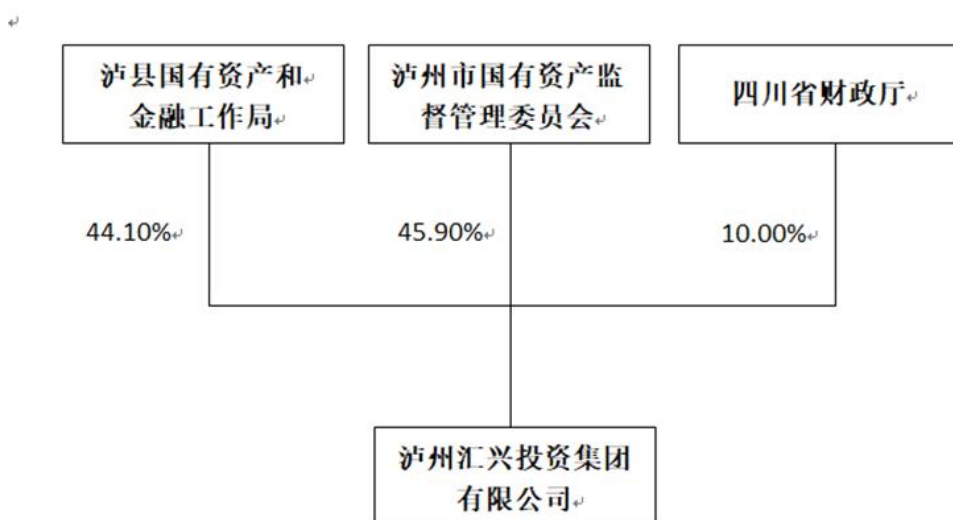 泸县国有资产和
金融工作局
泸州市国有资产监
督管理委员会
四川省财政厅
44.10%
45.90%
10.00%
泸州汇兴投资集团
有限公司